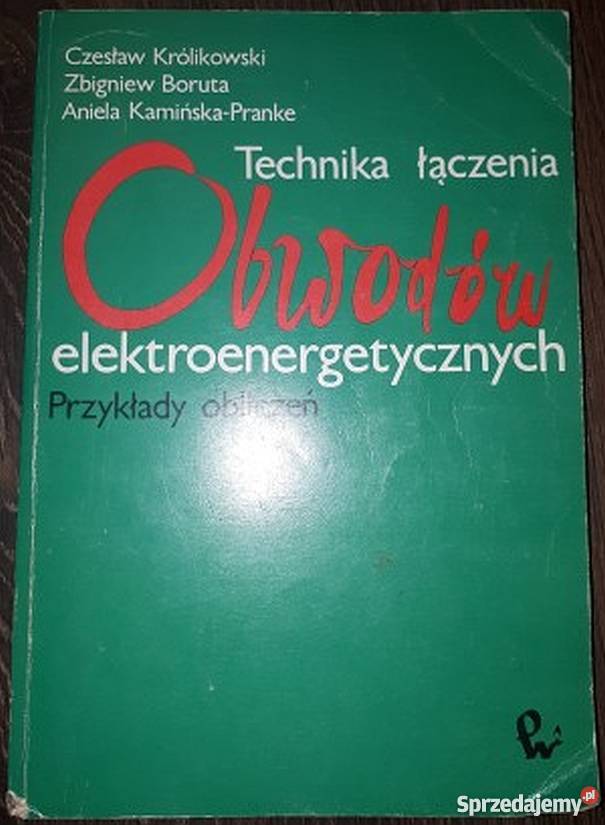 Czesław Królikowski
Zbigniew Boruta
Aniela Kamińska-Pranke
Technika łączenia
Obwodów
elektroenergetycznych
Przykłady obliczeń
Sprzedajemy.pl